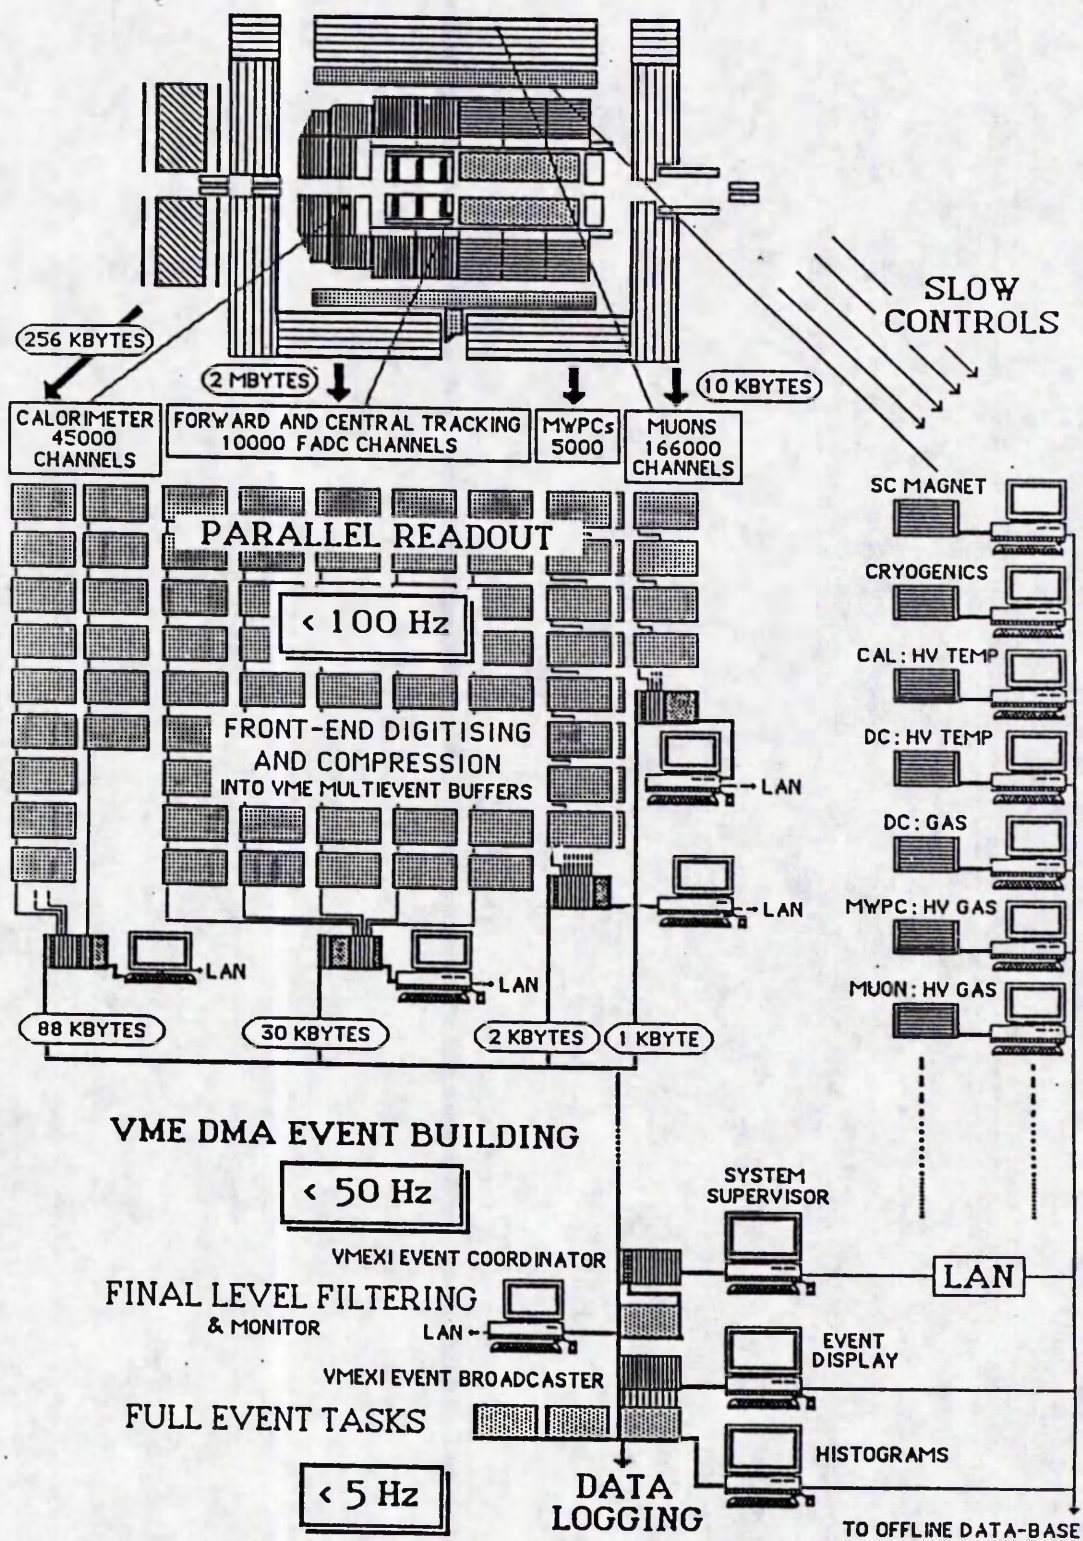 SLOW
CONTROLS
256 KBYTES
2 MBYTES
10 KBYTES
CALORIMETER
45000
CHANNELS
FORWARD AND CENTRAL TRACKING
10000 FADC CHANNELS
MWPCs
5000
MUONS
166000
CHANNELS
PARALLEL READOUT
< 100 Hz
FRONT-END DIGITISING
AND COMPRESSION
INTO VME MULTIEVENT BUFFERS
SC MAGNET
CRYOGENICS
CAL: HV TEMP
DC: HV TEMP
DC: GAS
MWPC: HV GAS
MUON: HV GAS
LAN
LAN
LAN
LAN
88 KBYTES
30 KBYTES
2 KBYTES
1 KBYTE
VME DMA EVENT BUILDING
< 50 Hz
SYSTEM
SUPERVISOR
VMEXI EVENT COORDINATOR
LAN
FINAL LEVEL FILTERING
& MONITOR
LAN
EVENT
DISPLAY
VMEXI EVENT BROADCASTER
FULL EVENT TASKS
HISTOGRAMS
< 5 Hz
DATA
LOGGING
TO OFFLINE DATA-BASE